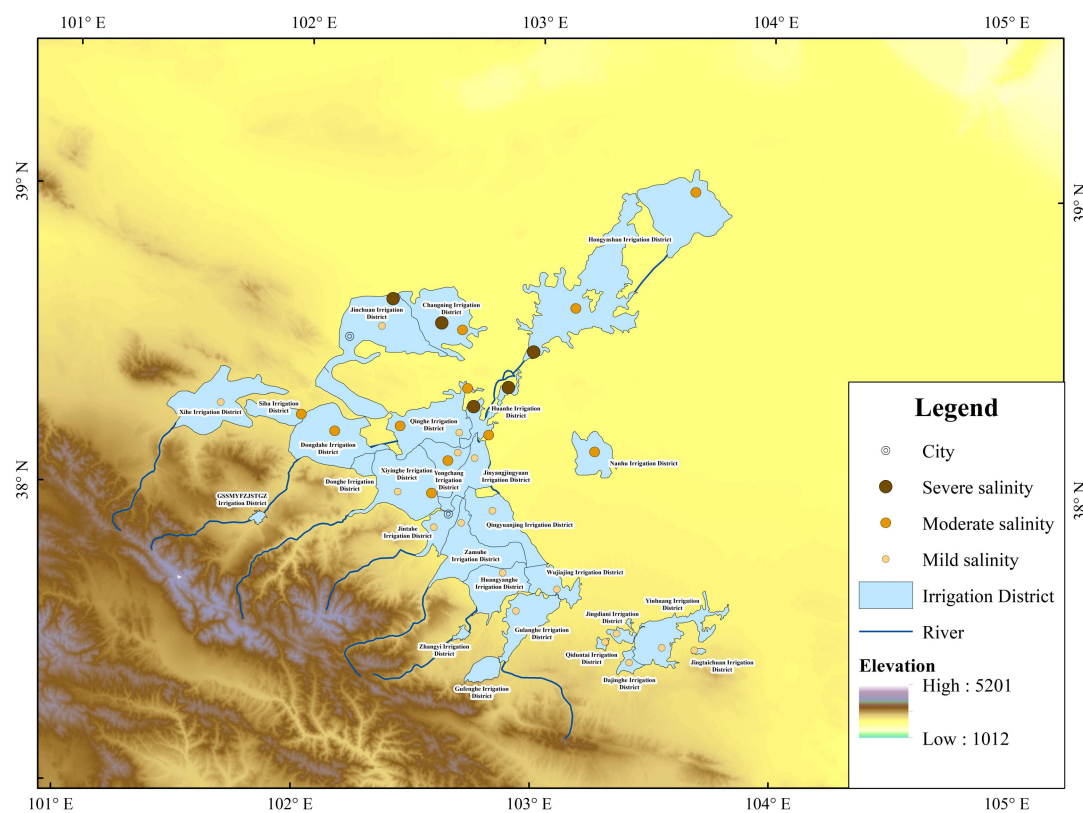 101° E
102° E
103° E
104° E
105° E
39° N
39° N
Hongyashan Irrigation District
Jinchuan Irrigation
District
Changning Irrigation
District
Xihe Irrigation District
Siba Irrigation
District
Huanhe Irrigation
District
Qinghe Irrigation
District
Dongdahe Irrigation
District
Nanhu Irrigation District
Xiyinghe Irrigation
District
Yongchang
Irrigation
District
Jinyangjingyuan
Irrigation District
Donghe Irrigation
District
38° N
38° N
GSSMYFZJSTGZ
Irrigation District
Jintahe
Irrigation District
Qingyuanjing Irrigation District
Zamuhe
Irrigation District
Huangyanghe
Irrigation District
Wujiajing Irrigation District
Yinhuang Irrigation
District
Jingdiani Irrigation
District
Gulanghe Irrigation
District
Zhangyi Irrigation
District
Qiduntai Irrigation
District
Jingtaichuan Irrigation
District
Dajinghe Irrigation
District
Gufenghe Irrigation
District
Legend
City
Severe salinity
Moderate salinity
Mild salinity
Irrigation District
River
Elevation
High : 5201
Low : 1012
101° E
102° E
103° E
104° E
105° E